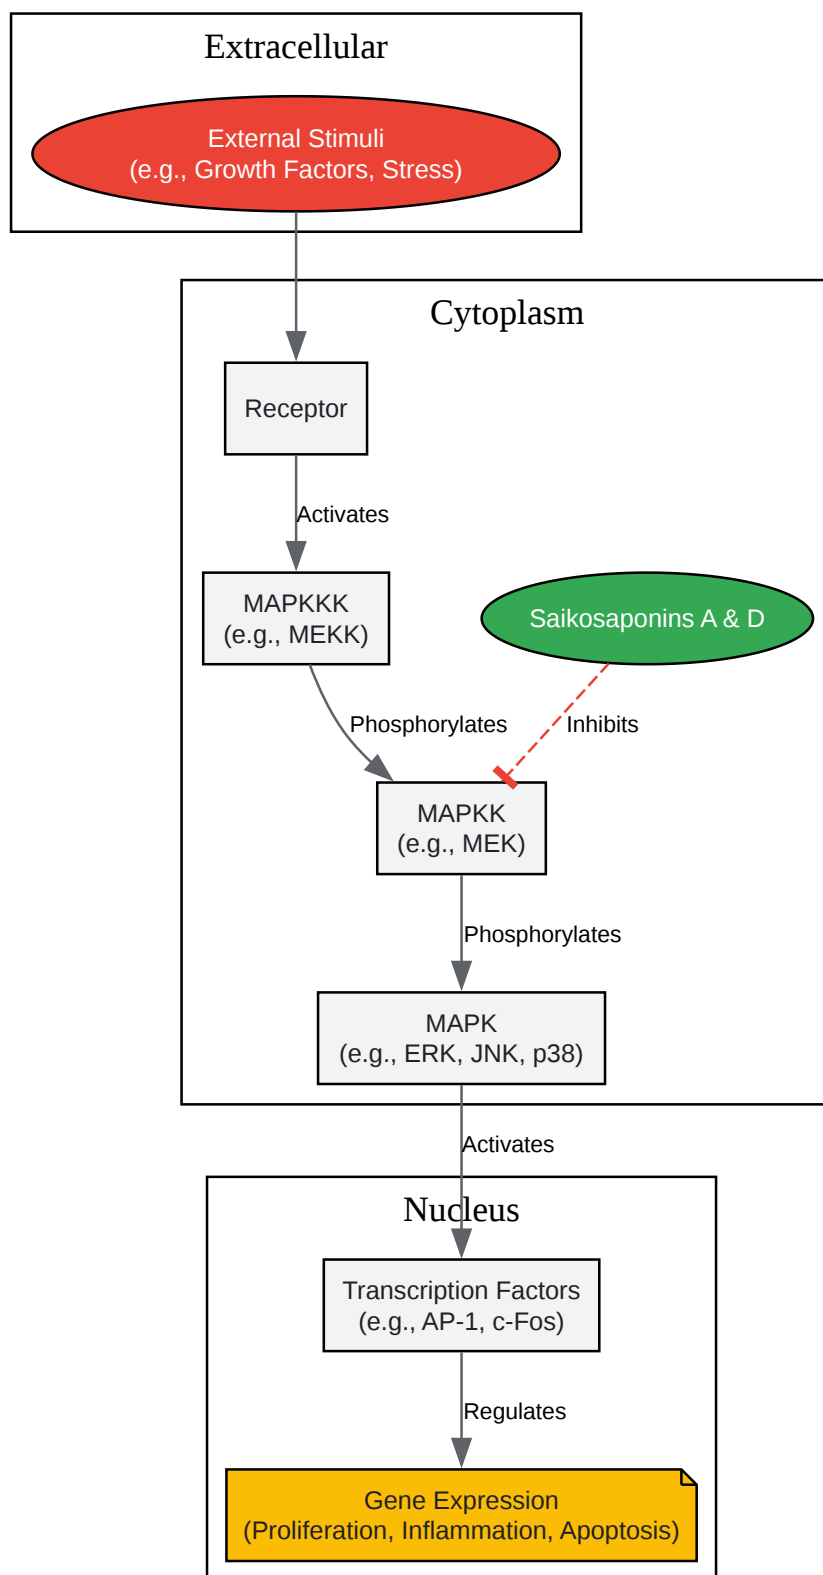 Extracellular
External Stimuli
(e.g., Growth Factors, Stress)
Cytoplasm
Receptor
Activates
MAPKKK
(e.g., MEKK)
Saikosaponins A & D
Phosphorylates
Inhibits
MAPKK
(e.g., MEK)
Phosphorylates
MAPK
(e.g., ERK, JNK, p38)
Activates
Nucleus
Transcription Factors
(e.g., AP-1, c-Fos)
Regulates
Gene Expression
(Proliferation, Inflammation, Apoptosis)